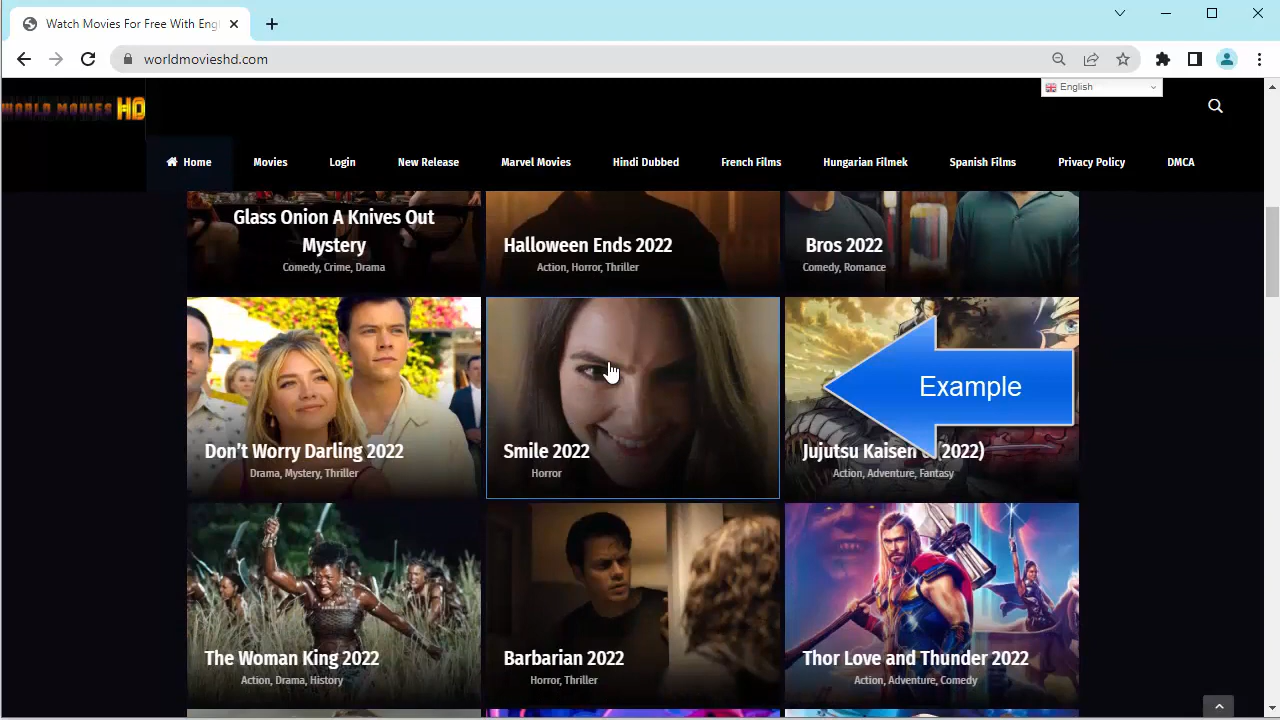 Watch Movies For Free With Eng
worldmovieshd.com
WORLD MOVIES HD
English
Home
Movies
Login
New Release
Marvel Movies
Hindi Dubbed
French Films
Hungarian Filmek
Spanish Films
Privacy Policy
DMCA
Glass Onion A Knives Out
Mystery
Comedy, Crime, Drama
Halloween Ends 2022
Action, Horror, Thriller
Bros 2022
Comedy, Romance
Don't Worry Darling 2022
Drama, Mystery, Thriller
Smile 2022
Horror
Example
Jujutsu Kaisen (2022)
Action, Adventure, Fantasy
The Woman King 2022
Action, Drama, History
Barbarian 2022
Horror, Thriller
Thor Love and Thunder 2022
Action, Adventure, Comedy